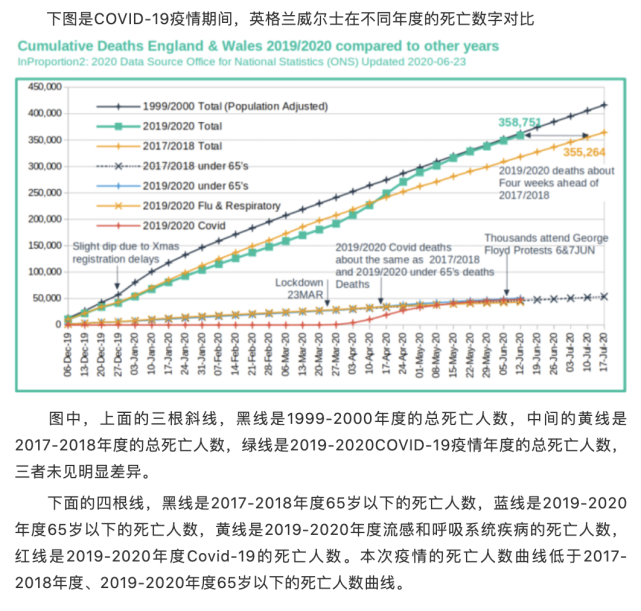 下图是COVID-19疫情期间，英格兰威尔士在不同年度的死亡数字对比
Cumulative Deaths England & Wales 2019/2020 compared to other years
InProportion2: 2020 Data Source Office for National Statistics (ONS) Updated 2020-06-23
450,000
400,000
350,000
300,000
250,000
200,000
150,000
100,000
50,000
0
1999/2000 Total (Population Adjusted)
2019/2020 Total
2017/2018 Total
2017/2018 under 65's
2019/2020 under 65's
2019/2020 Flu & Respiratory
2019/2020 Covid
358,751
355,264
2019/2020 deaths about
Four weeks ahead of
2017/2018
Slight dip due to Xmas
registration delays
Lockdown
23MAR
2019/2020 Covid deaths
about the same as 2017/2018
and 2019/2020 under 65's deaths
Deaths
Thousands attend George
Floyd Protests 6&7JUN
06-Dec-19
13-Dec-19
20-Dec-19
27-Dec-19
03-Jan-20
10-Jan-20
17-Jan-20
24-Jan-20
31-Jan-20
07-Feb-20
14-Feb-20
21-Feb-20
28-Feb-20
06-Mar-20
13-Mar-20
20-Mar-20
27-Mar-20
03-Apr-20
10-Apr-20
17-Apr-20
24-Apr-20
01-May-20
08-May-20
15-May-20
22-May-20
29-May-20
05-Jun-20
12-Jun-20
19-Jun-20
26-Jun-20
03-Jul-20
10-Jul-20
17-Jul-20
图中，上面的三根斜线，黑线是1999-2000年度的总死亡人数，中间的黄线是
2017-2018年度的总死亡人数，绿线是2019-2020COVID-19疫情年度的总死亡人数，
三者未见明显差异。
下面的四根线，黑线是2017-2018年度65岁以下的死亡人数，蓝线是2019-2020
年度65岁以下的死亡人数，黄线是2019-2020年度流感和呼吸系统疾病的死亡人数，
红线是2019-2020年度Covid-19的死亡人数。本次疫情的死亡人数曲线低于2017-
2018年度、2019-2020年度65岁以下的死亡人数曲线。